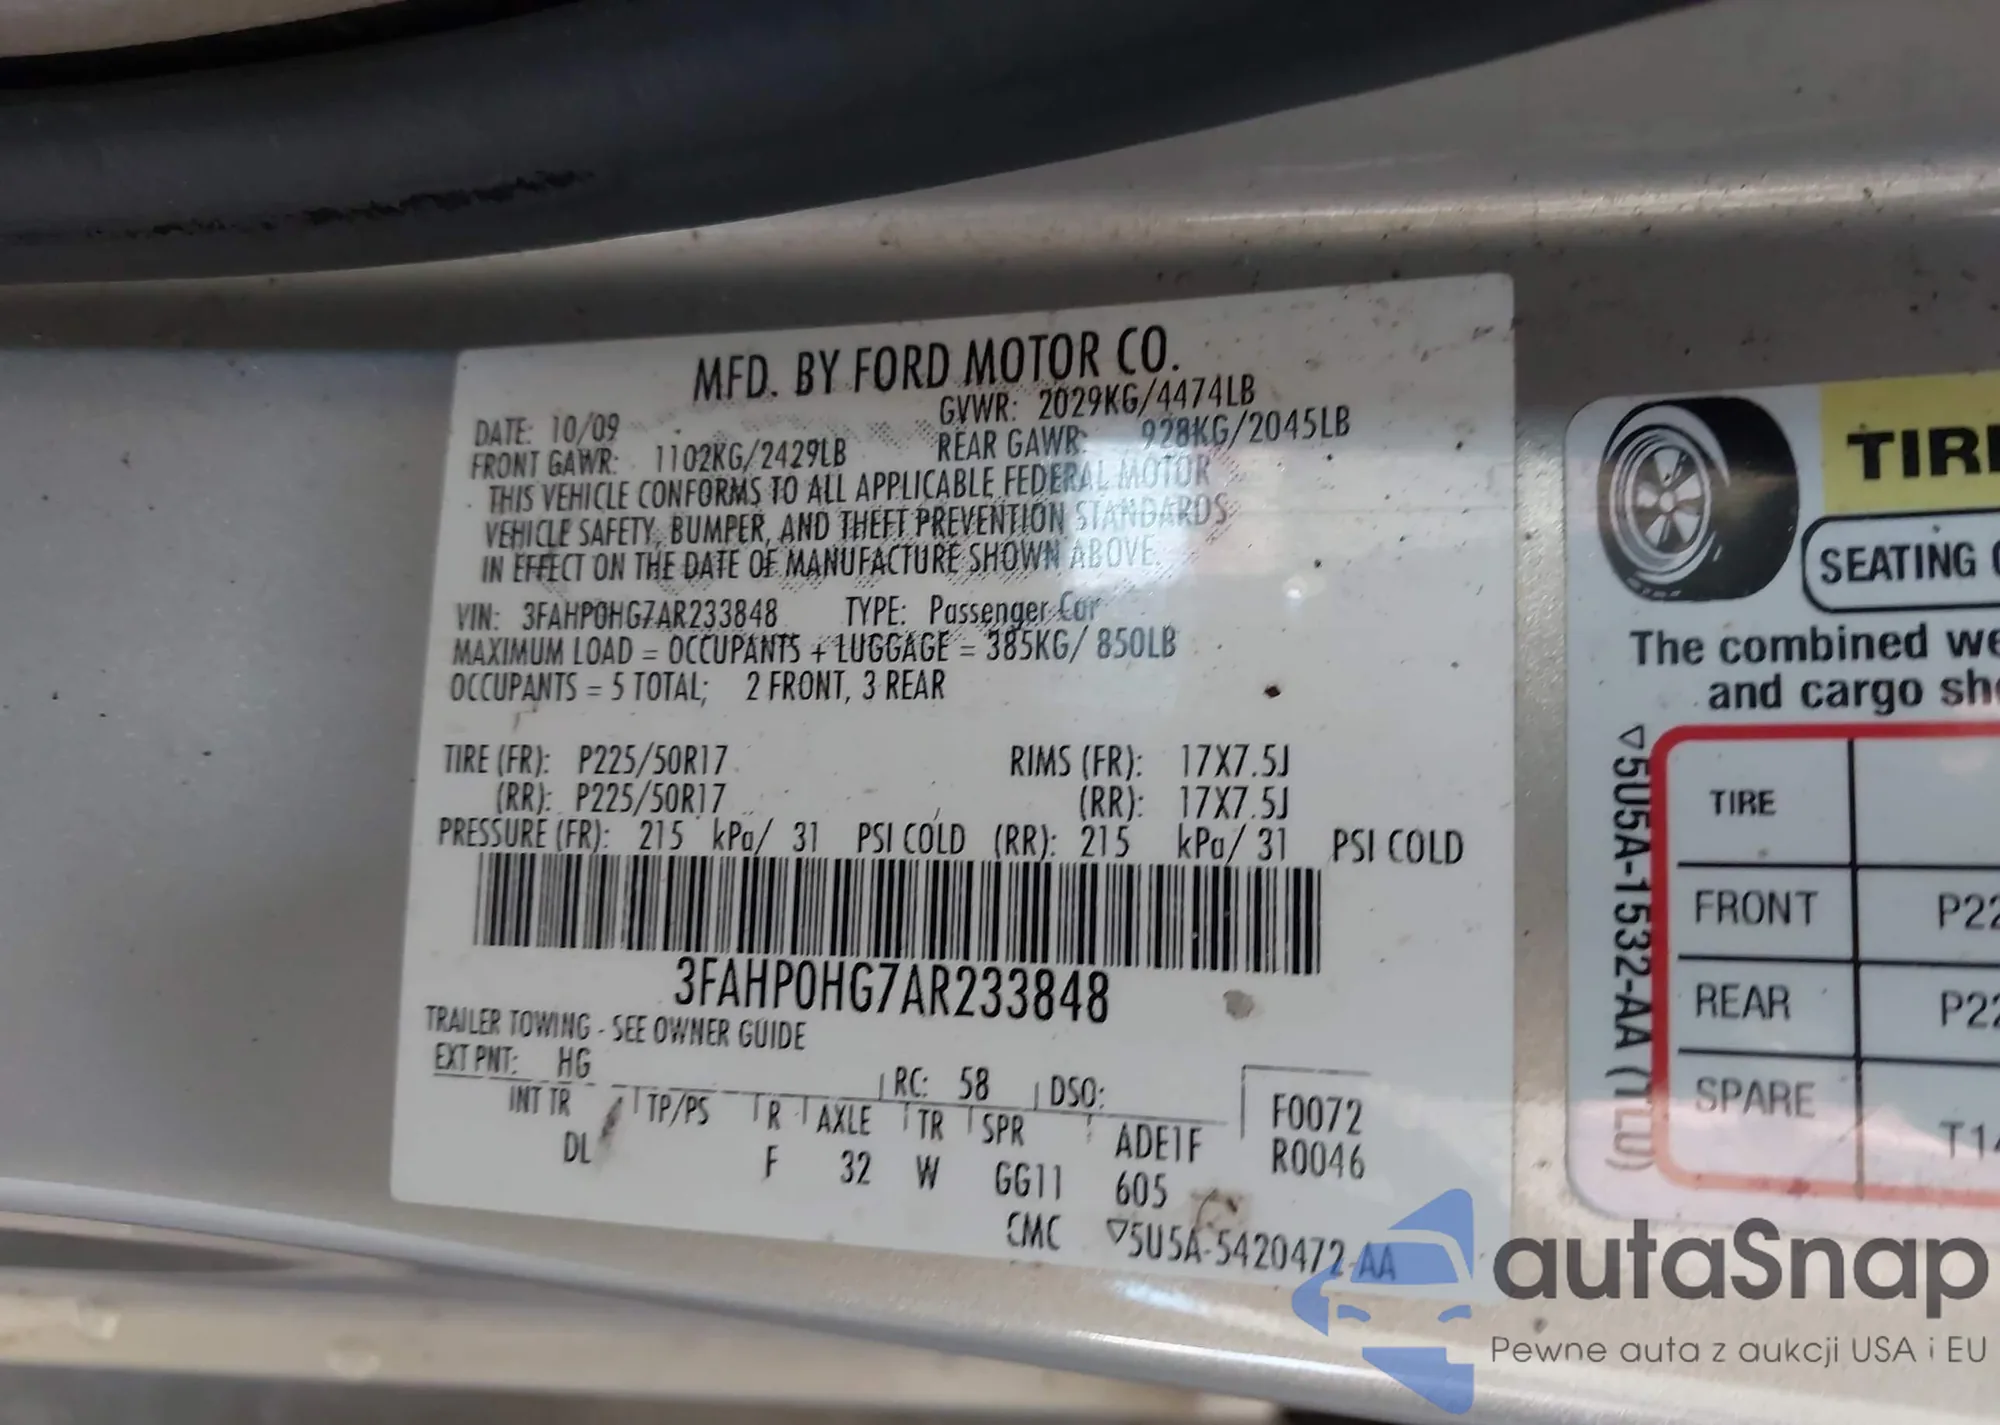 MFD. BY FORD MOTOR CO.
DATE: 10/09 GVWR: 2029KG/4474LB
FRONT GAWR: 1102KG/2429LB REAR GAWR: 928KG/2045LB
THIS VEHICLE CONFORMS TO ALL APPLICABLE FEDERAL MOTOR
VEHICLE SAFETY, BUMPER, AND THEFT PREVENTION STANDARDS
IN EFFECT ON THE DATE OF MANUFACTURE SHOWN ABOVE.
VIN: 3FAHP0HG7AR233848 TYPE: Passenger Car
MAXIMUM LOAD = OCCUPANTS + LUGGAGE = 385KG/ 850LB
OCCUPANTS = 5 TOTAL; 2 FRONT, 3 REAR
TIRE (FR): P225/50R17 RIMS (FR): 17X7.5J
(RR): P225/50R17 (RR): 17X7.5J
PRESSURE (FR): 215 kPa/ 31 PSI COLD (RR): 215 kPa/ 31 PSI COLD
3FAHP0HG7AR233848
TRAILER TOWING - SEE OWNER GUIDE
EXT PNT: HG RC: 58 DSO:
INT TR TP/PS R AXLE TR SPR ADE1F F0072
DL F 32 W GG11 605 R0046
CMC ▽5U5A-5420472-AA
TIRE
SEATING
The combined we
and cargo sh
▽5U5A-1532-AA (TLU)
TIRE
FRONT P22
REAR P22
SPARE T14
autaSnap
Pewne auta z aukcji USA i EU